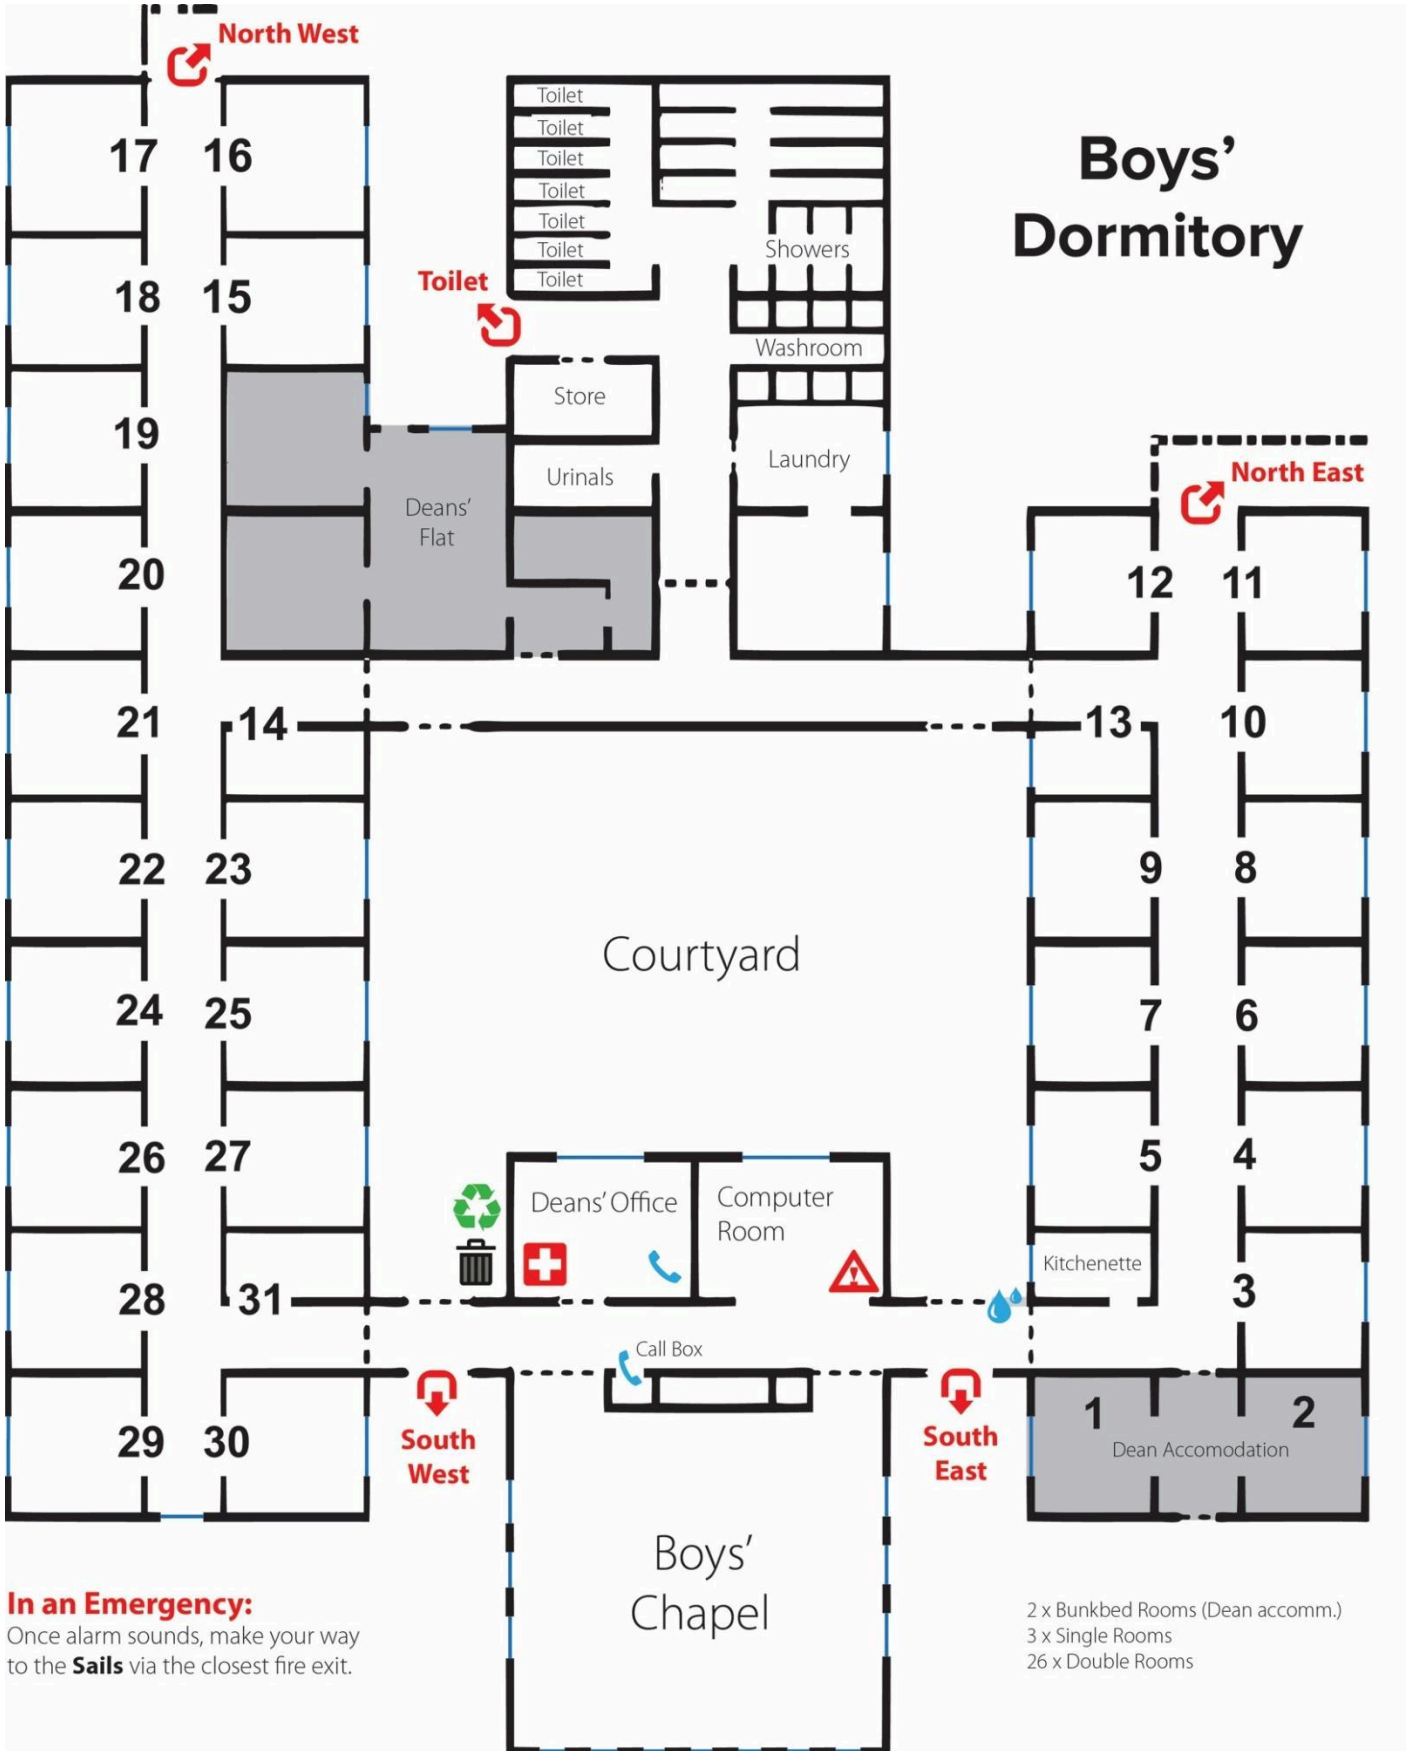 North West
Boys’
Dormitory
Toilet
Toilet
Toilet
Toilet
Toilet
Toilet
Toilet
Showers
Toilet
Washroom
Store
Laundry
Urinals
Deans’
Flat
North East
17
16
18
15
19
20
12
11
21
14
13
10
22
23
9
8
Courtyard
24
25
7
6
26
27
5
4
Deans’ Office
Computer
Room
Kitchenette
28
31
3
Call Box
29
30
South
West
South
East
1
2
Dean Accomodation
Boys’
Chapel
In an Emergency:
Once alarm sounds, make your way
to the Sails via the closest fire exit.
2 x Bunkbed Rooms (Dean accomm.)
3 x Single Rooms
26 x Double Rooms